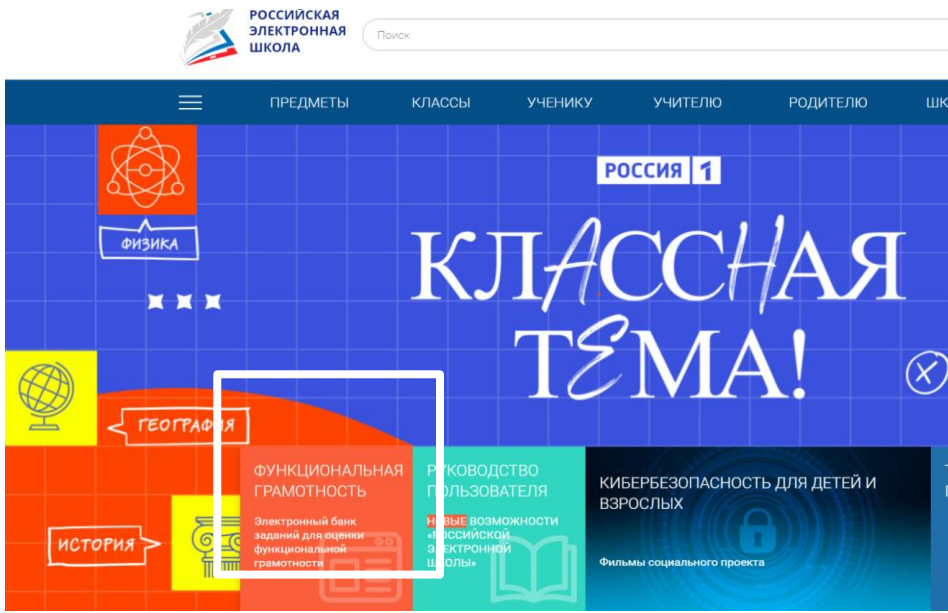 РОССИЙСКАЯ
ЭЛЕКТРОННАЯ
ШКОЛА
Поиск
ПРЕДМЕТЫ КЛАССЫ УЧЕНИКУ УЧИТЕЛЮ РОДИТЕЛЮ
РОССИЯ 1
ФИЗИКА
КЛАССНАЯ
ТЕМА!
ГЕОГРАФИЯ
ИСТОРИЯ
ФУНКЦИОНАЛЬНАЯ
ГРАМОТНОСТЬ
Электронный банк
заданий для оценки
функциональной
грамотности
РУКОВОДСТВО
ПОЛЬЗОВАТЕЛЯ
НОВЫЕ ВОЗМОЖНОСТИ
«РОССИЙСКОЙ
ЭЛЕКТРОННОЙ
ШКОЛЫ»
КИБЕРБЕЗОПАСНОСТЬ ДЛЯ ДЕТЕЙ И
ВЗРОСЛЫХ
Фильмы социального проекта